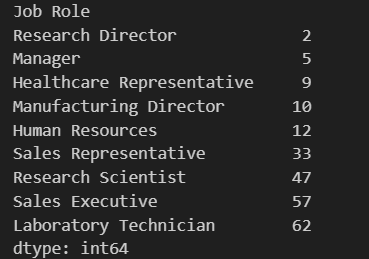 Job Role
Research Director 2
Manager 5
Healthcare Representative 9
Manufacturing Director 10
Human Resources 12
Sales Representative 33
Research Scientist 47
Sales Executive 57
Laboratory Technician 62
dtype: int64